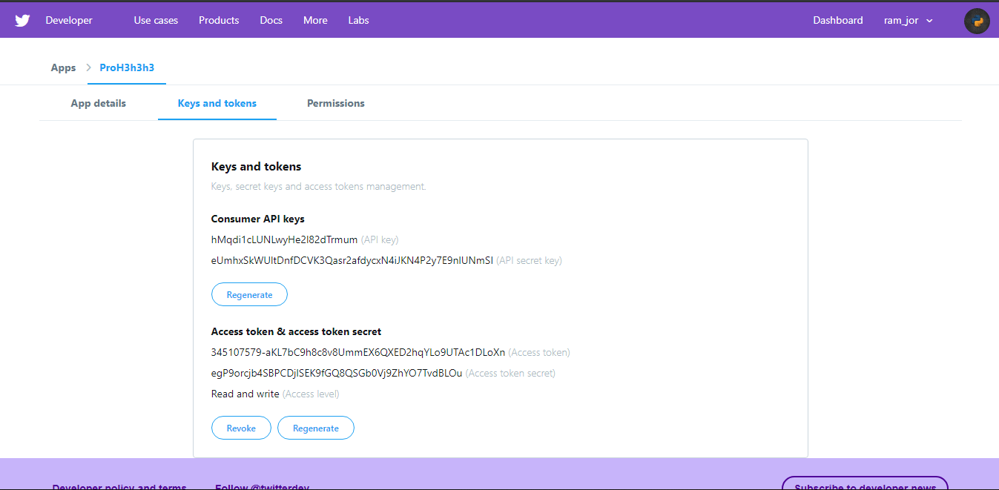 Developer Use cases Products Docs More Labs Dashboard ram_jor
Apps ProH3h3h3
App details Keys and tokens Permissions
Keys and tokens
Keys, secret keys and access tokens management.
Consumer API keys
(API key)
(API secret key)
Regenerate
Access token & access token secret
345107579-aKL7bC9h8c8v8UmmEX6QXED2hqYLo9UTAc1DLoXn (Access token)
(Access token secret)
Read and write (Access level)
Revoke Regenerate
Developer policy and terms Follow @twitterdev Subscribe to developer news